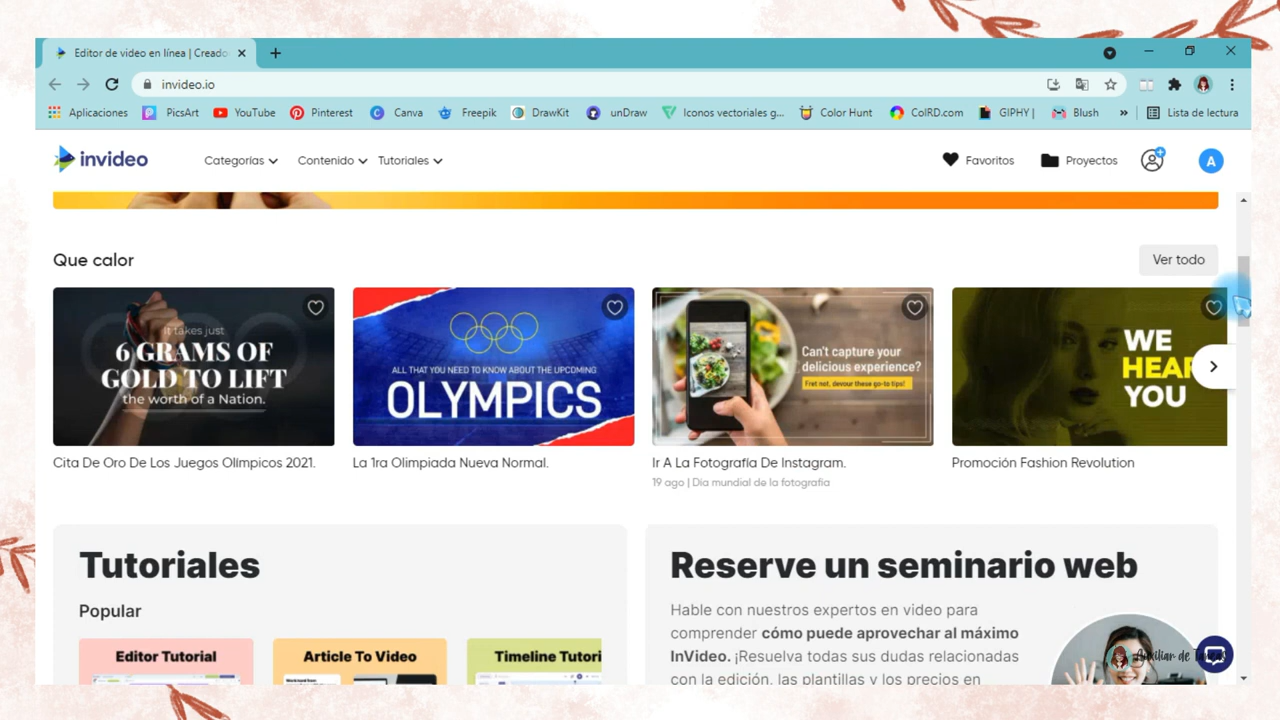 Editor de video en línea | Creado
invideo.io
Aplicaciones
PicsArt
YouTube
Pinterest
Canva
Freepik
DrawKit
unDraw
Iconos vectoriales g...
Color Hunt
ColRD.com
GIPHY |
Blush
»
Lista de lectura
invideo
Categorías
Contenido
Tutoriales
Favoritos
Proyectos
A
Que calor
Ver todo
It takes just
6 GRAMS OF
GOLD TO LIFT
the worth of a Nation.
ALL THAT YOU NEED TO KNOW ABOUT THE UPCOMING
OLYMPICS
Can't capture your
delicious experience?
Fret not, devour these go-to tips!
WE
HEAR
YOU
Cita De Oro De Los Juegos Olímpicos 2021.
La 1ra Olimpiada Nueva Normal.
Ir A La Fotografía De Instagram.
Promoción Fashion Revolution
19 ago | Dia mundial de la fotografía
Tutoriales
Popular
Editor Tutorial
Article To Video
Timeline Tutori
Reserve un seminario web
Hable con nuestros expertos en video para
comprender cómo puede aprovechar al máximo
InVideo. ¡Resuelva todas sus dudas relacionadas
con la edición, las plantillas y los precios en
Auxiliar de Tareas